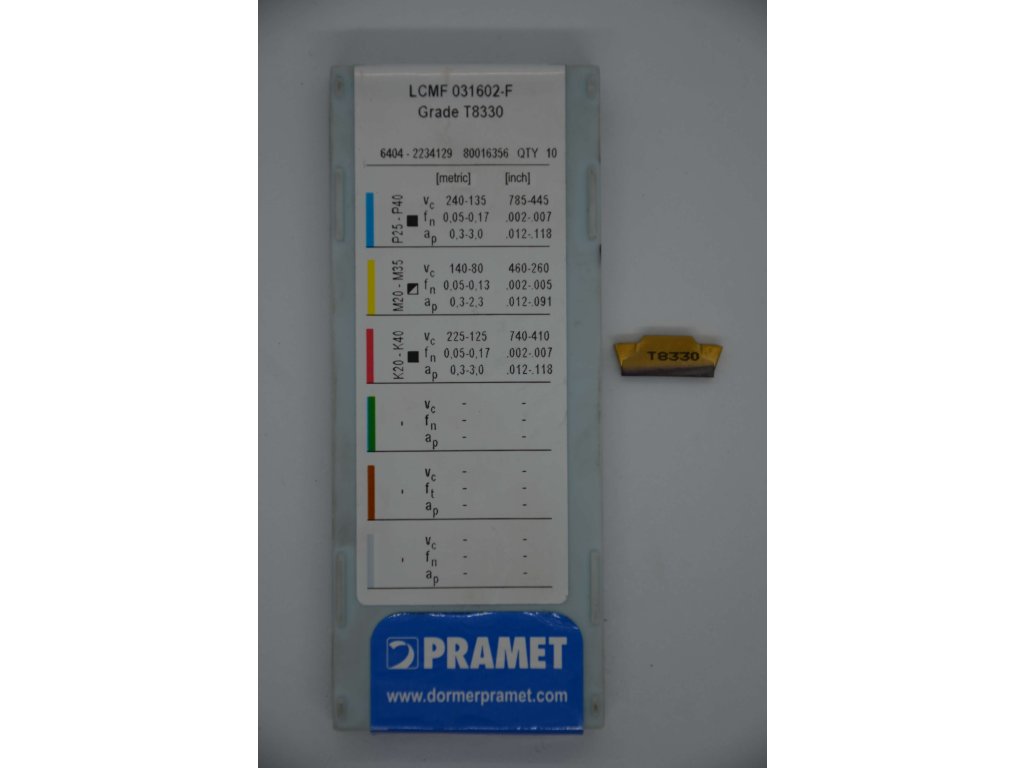 LCMF 031602-F
Grade T8330
6404 - 2234129 80016356 QTY 10
[metric] [inch]
P25 - P40
vc 240-135 785-445
fn 0,05-0,17 .002-.007
ap 0,3-3,0 .012-.118
M20 - M35
vc 140-80 460-260
fn 0,05-0,13 .002-.005
ap 0,3-2,3 .012-.091
K20 - K40
vc 225-125 740-410
fn 0,05-0,17 .002-.007
ap 0,3-3,0 .012-.118
vc - -
fn - -
ap - -
vc - -
ft - -
ap - -
vc - -
fn - -
ap - -
PRAMET
www.dormerpramet.com
T8330